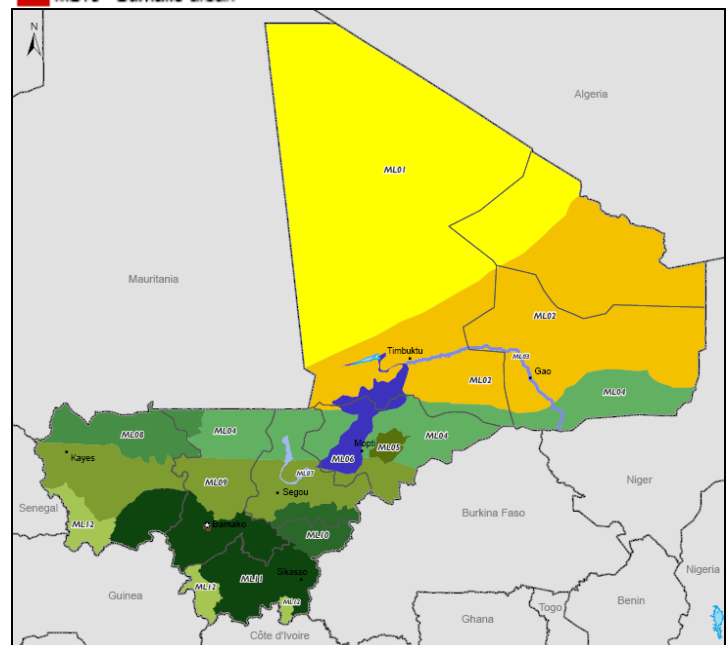 N
Algeria
ML01
Mauritania
ML02
Timbuktu
ML03
Gao
ML02
ML04
ML08
ML04
ML04
Mopti
ML05
Kayes
ML06
ML07
ML09
Segou
Niger
Senegal
ML12
Bamako
Burkina Faso
ML10
Nigeria
Sikasso
ML11
ML12
Guinea
ML12
Benin
Togo
Ghana
Côte d'Ivoire